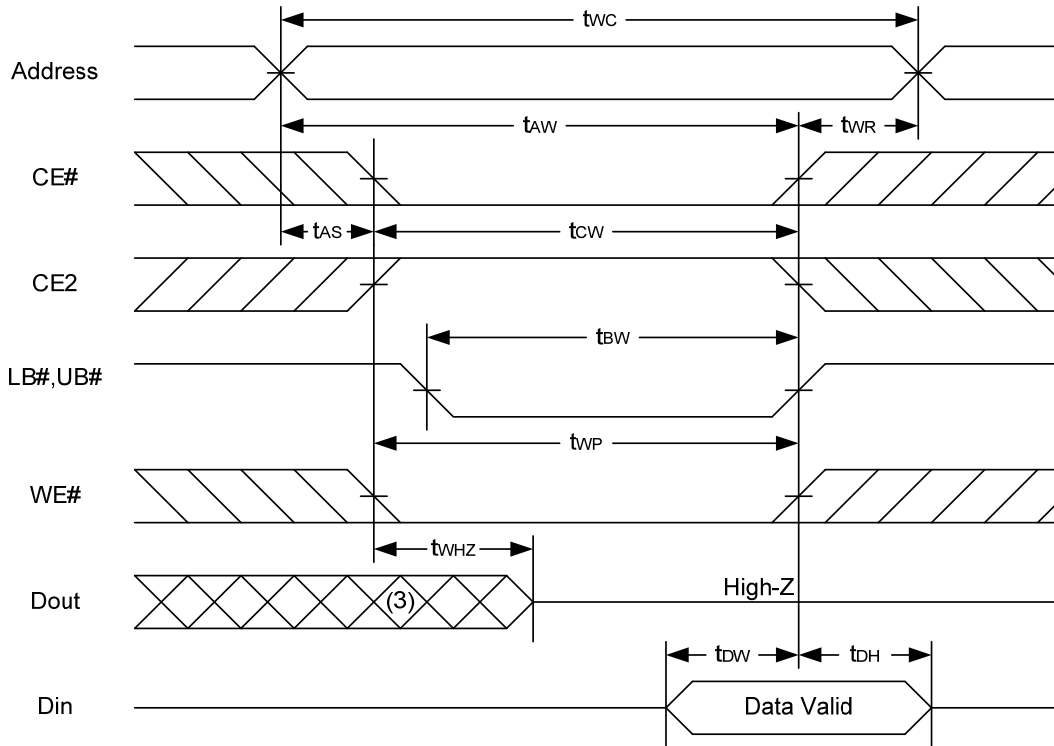 tWC
Address
tAW
tWR
CE#
tAS
tCW
CE2
tBW
LB#,UB#
tWP
WE#
tWHZ
Dout
(3)
High-Z
tDW
tDH
Din
Data Valid